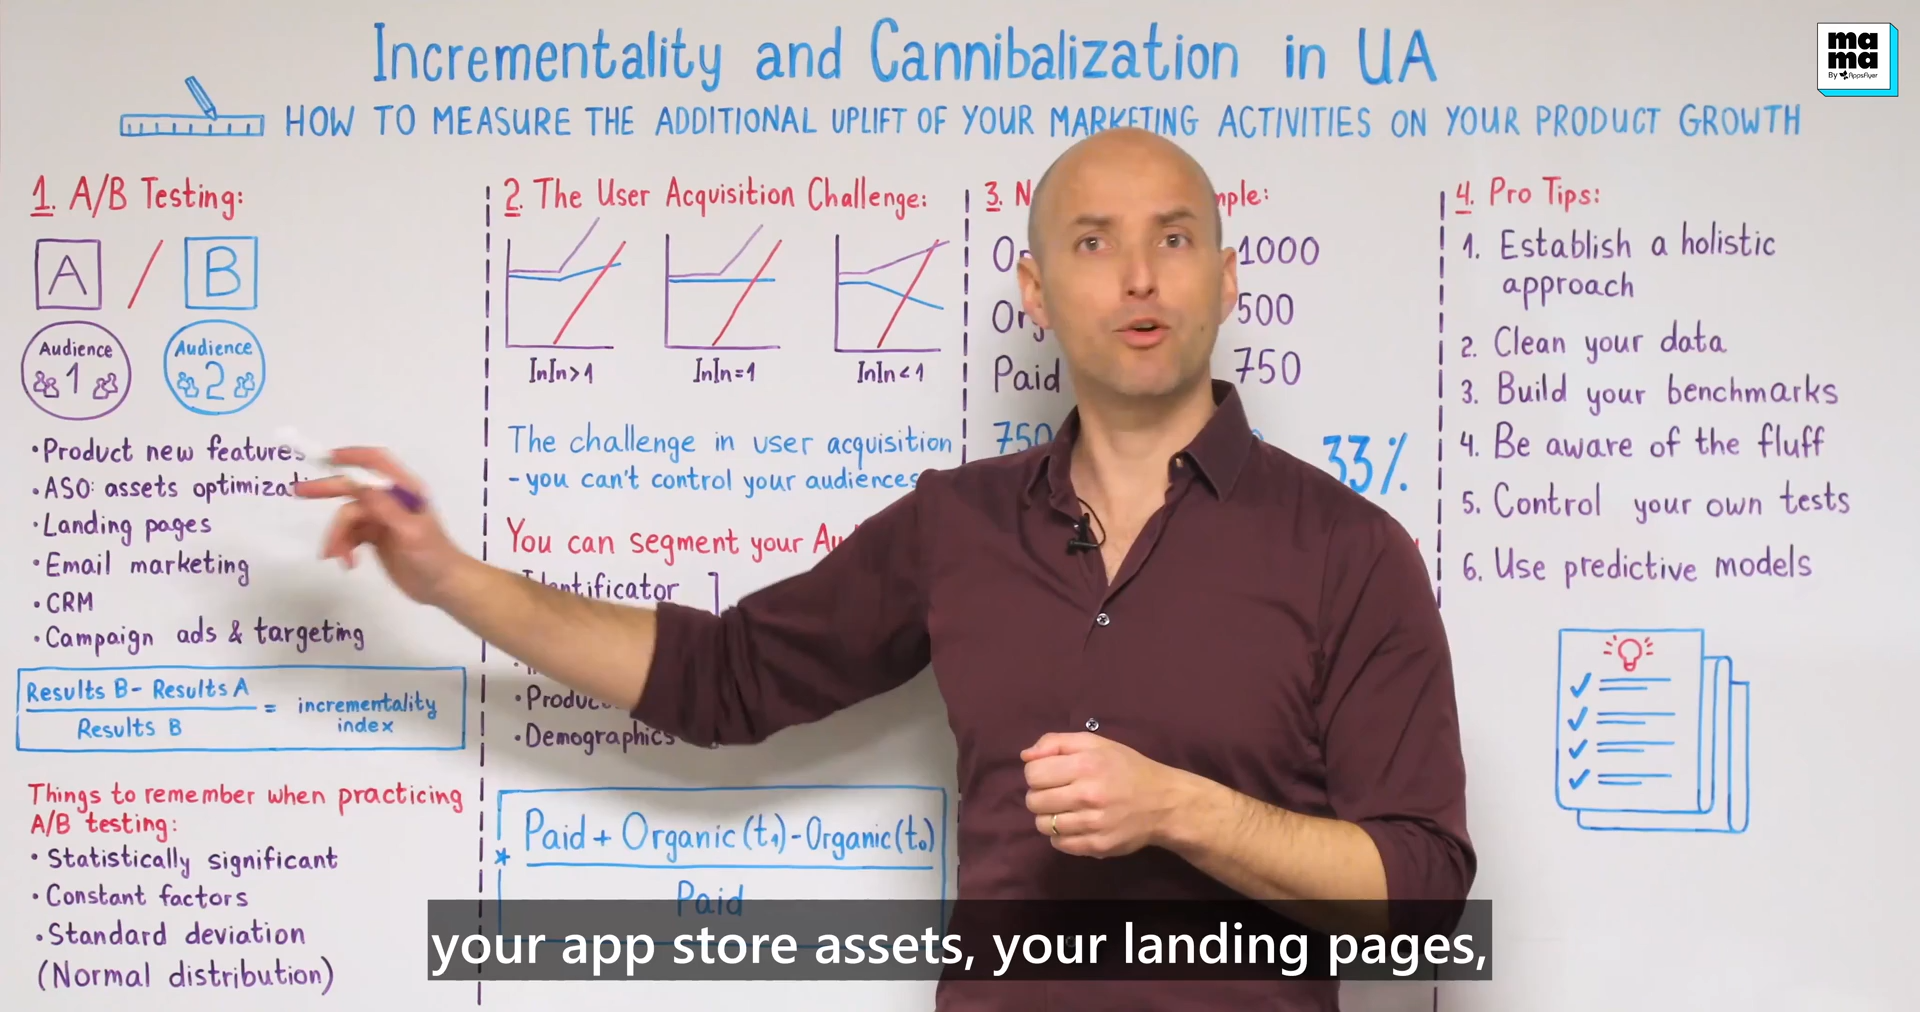 Incrementality and Cannibalization in UA
HOW TO MEASURE THE ADDITIONAL UPLIFT OF YOUR MARKETING ACTIVITIES ON YOUR PRODUCT GROWTH
ma
ma
By AppsFlyer
1. A/B Testing:
A / B
Audience
1
Audience
2
•Product new features
•ASO: assets
•Landing pages
•Email marketing
•CRM
•Campaign ads & targeting
Results B - Results A
Results B
= incrementality
index
Things to remember when practicing
A/B testing:
• Statistically significant
• Constant factors
• Standard deviation
(Normal distribution)
2. The User Acquisition Challenge:
InIn>1
InIn=1
InIn<1
The challenge in user acquisition
- you can't control your audiences
You can segment your
•Demographics
* Paid + Organic (t1) - Organic (t0)
Paid
3.
1000
500
Paid 750
750
33%
4. Pro Tips:
1. Establish a holistic
approach
2. Clean your data
3. Build your benchmarks
4. Be aware of the fluff
5. Control your own tests
6. Use predictive models
your app store assets, your landing pages,